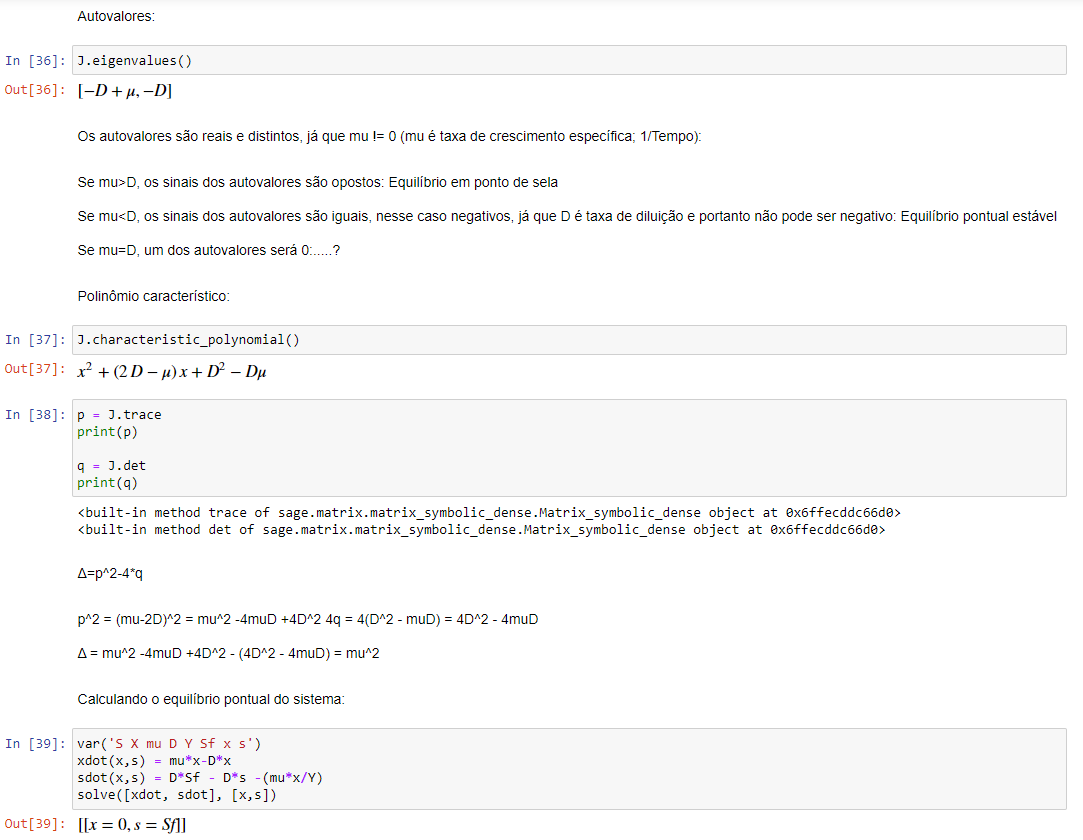 Autovalores:
In [36]: J.eigenvalues()
Out[36]: [−D + μ, −D]
Os autovalores são reais e distintos, já que mu != 0 (mu é taxa de crescimento específica; 1/Tempo):
Se mu>D, os sinais dos autovalores são opostos: Equilíbrio em ponto de sela
Se mu<D, os sinais dos autovalores são iguais, nesse caso negativos, já que D é taxa de diluição e portanto não pode ser negativo: Equilíbrio pontual estável
Se mu=D, um dos autovalores será 0:.....?
Polinômio característico:
In [37]: J.characteristic_polynomial()
Out[37]: x² + (2 D − μ) x + D² − Dμ
In [38]: p = J.trace
print(p)
q = J.det
print(q)
<built-in method trace of sage.matrix.matrix_symbolic_dense.Matrix_symbolic_dense object at 0x6ffecddc66d0>
<built-in method det of sage.matrix.matrix_symbolic_dense.Matrix_symbolic_dense object at 0x6ffecddc66d0>
Δ=p^2-4*q
p^2 = (mu-2D)^2 = mu^2 -4muD +4D^2 4q = 4(D^2 - muD) = 4D^2 - 4muD
Δ = mu^2 -4muD +4D^2 - (4D^2 - 4muD) = mu^2
Calculando o equilíbrio pontual do sistema:
In [39]: var('S X mu D Y Sf x s')
xdot(x,s) = mu*x-D*x
sdot(x,s) = D*Sf - D*s -(mu*x/Y)
solve([xdot, sdot], [x,s])
Out[39]: [[x = 0, s = Sf]]